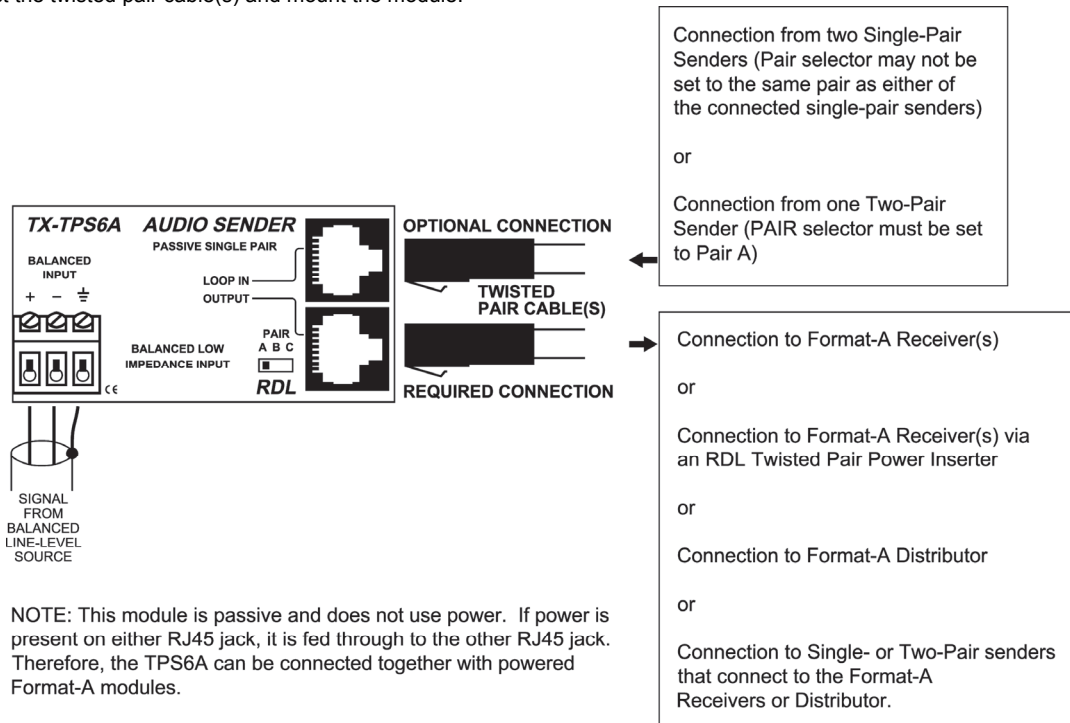 the twisted pair cable(s) and mount the module.
Connection from two Single-Pair
Senders (Pair selector may not be
set to the same pair as either of
the connected single-pair senders)
or
Connection from one Two-Pair
Sender (PAIR selector must be set
to Pair A)
TX-TPS6A AUDIO SENDER
PASSIVE SINGLE PAIR
BALANCED
INPUT
+ –
LOOP IN
OUTPUT
PAIR
A B C
BALANCED LOW
IMPEDANCE INPUT
RDL
CE
OPTIONAL CONNECTION
TWISTED
PAIR CABLE(S)
REQUIRED CONNECTION
SIGNAL
FROM
BALANCED
LINE-LEVEL
SOURCE
Connection to Format-A Receiver(s)
or
Connection to Format-A Receiver(s) via
an RDL Twisted Pair Power Inserter
or
Connection to Format-A Distributor
or
Connection to Single- or Two-Pair senders
that connect to the Format-A
Receivers or Distributor.
NOTE: This module is passive and does not use power. If power is
present on either RJ45 jack, it is fed through to the other RJ45 jack.
Therefore, the TPS6A can be connected together with powered
Format-A modules.